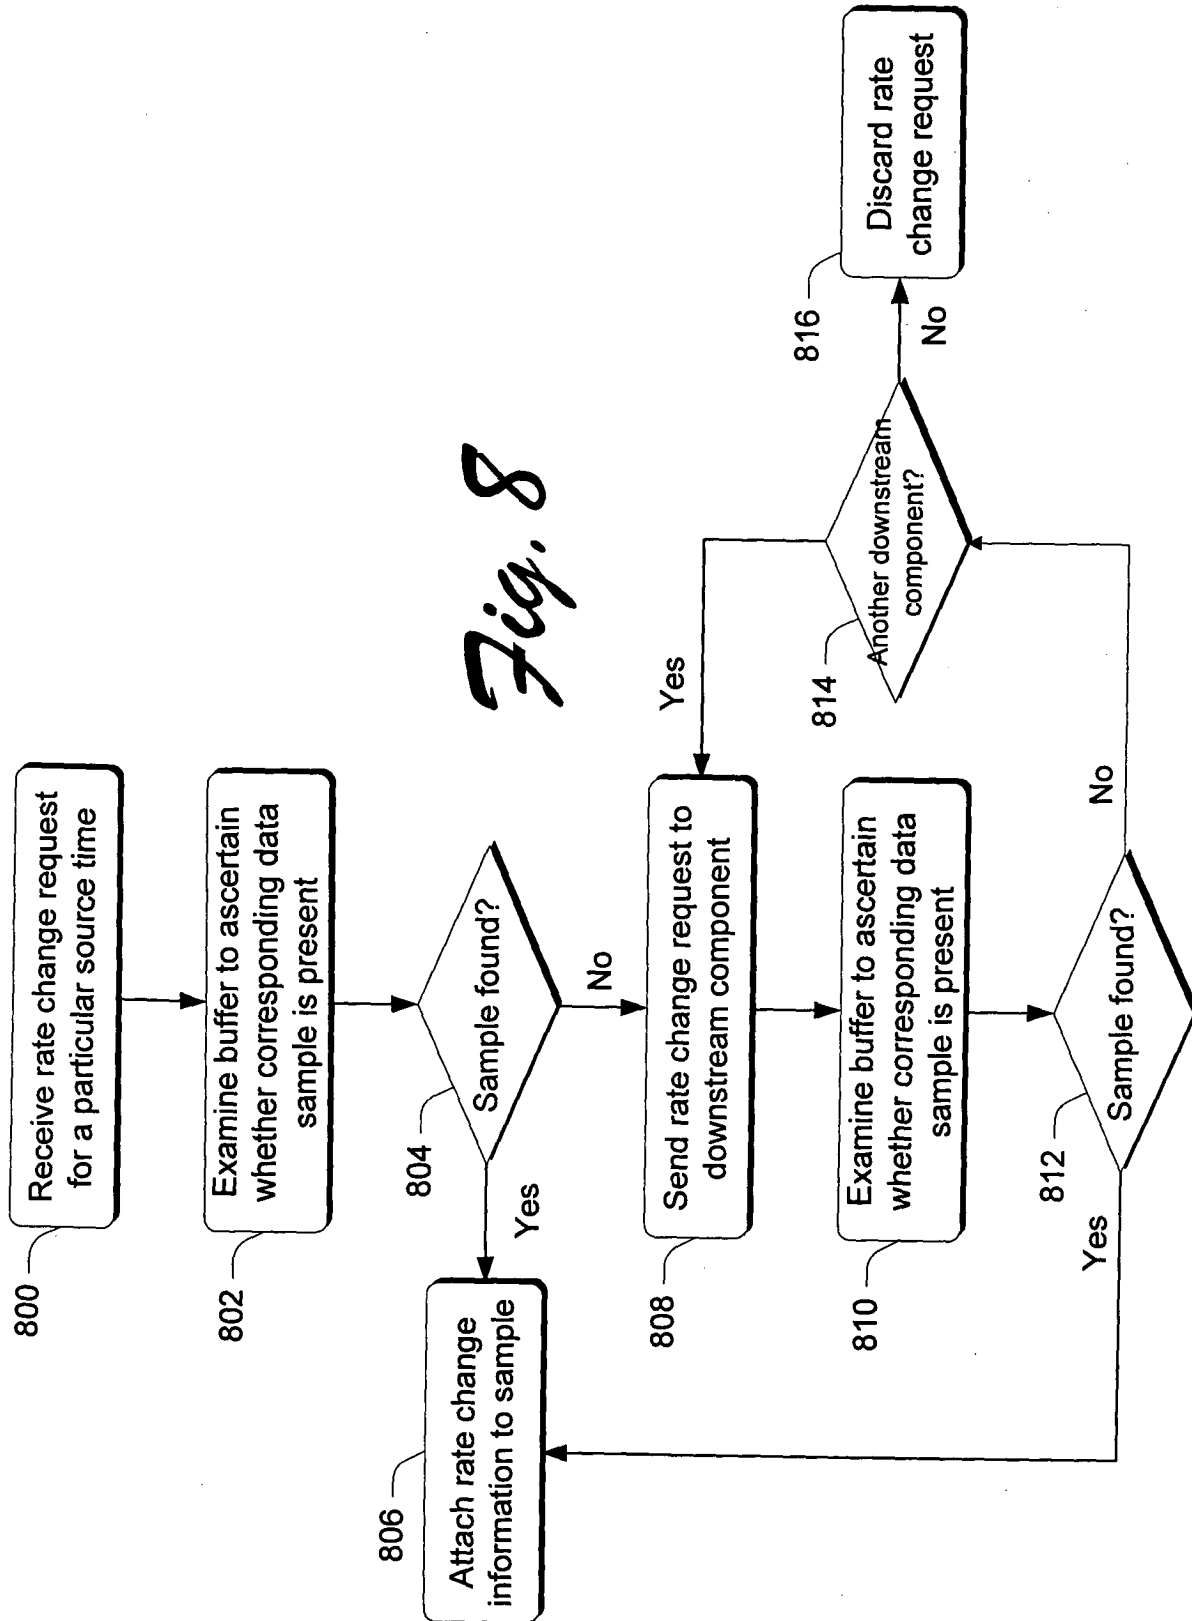 800
Receive rate change request
for a particular source time
802
Examine buffer to ascertain
whether corresponding data
sample is present
804
Sample found?
Yes
No
806
Attach rate change
information to sample
808
Send rate change request to
downstream component
810
Examine buffer to ascertain
whether corresponding data
sample is present
812
Sample found?
Yes
No
814
Another downstream
component?
Yes
No
816
Discard rate
change request
Fig. 8